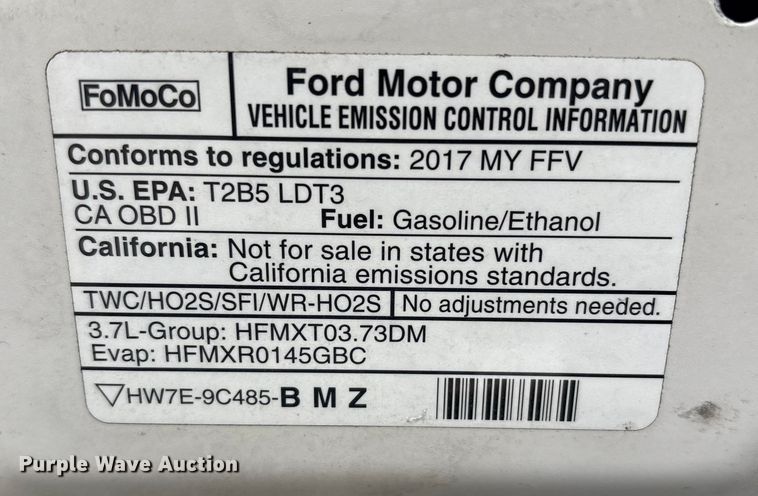 FoMoCo
Ford Motor Company
VEHICLE EMISSION CONTROL INFORMATION
Conforms to regulations: 2017 MY FFV
U.S. EPA: T2B5 LDT3
CA OBD II Fuel: Gasoline/Ethanol
California: Not for sale in states with
California emissions standards.
TWC/HO2S/SFI/WR-HO2S No adjustments needed.
3.7L-Group: HFMXT03.73DM
Evap: HFMXR0145GBC
HW7E-9C485-B M Z
Purple Wave Auction